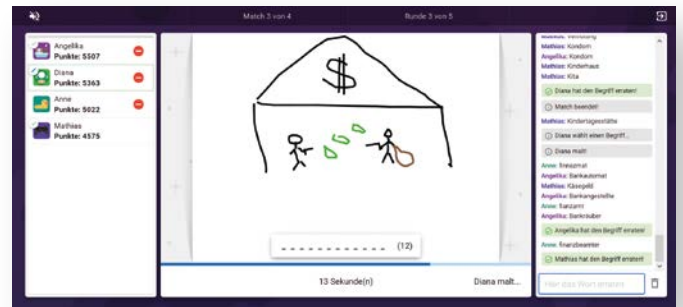 Match 3 von 4
Runde 3 von 5
Angelika
Punkte: 5507
Diana
Punkte: 5363
Anne
Punkte: 5022
Mathias
Punkte: 4575
$
_ _ _ _ _ _ _ _ _ _ _ _ (12)
13 Sekunde(n)
Diana malt...
Mathias: Kondom
Angelika: Kondom
Mathias: Kinderhaus
Mathias: Kita
Diana hat den Begriff erraten!
Match beendet!
Mathias: Kindertagesstätte
Diana wählt einen Begriff...
Diana malt!
Anne:
Angelika: Bankautomat
Mathias: Käsegeld
Angelika: Bankangestellte
Anne: fianzamt
Angelika: Bankräuber
Angelika hat den Begriff erraten!
Anne: finanzbeamter
Mathias hat den Begriff erraten!
Hier das Wort erraten